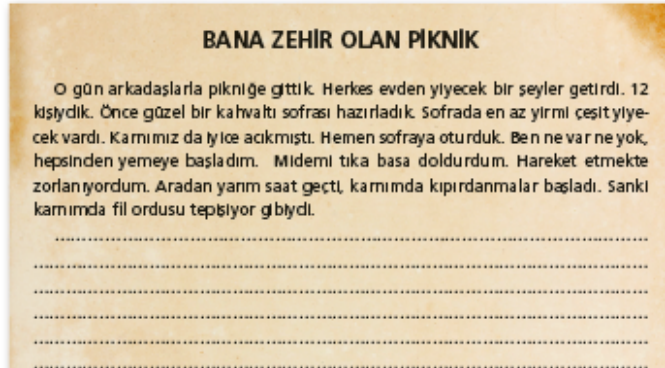 BANA ZEHİR OLAN PİKNİK
O gün arkadaşlarla pikniğe gittik. Herkes evden yiyecek bir şeyler getirdi. 12
kişiydik. Önce güzel bir kahvaltı sofrası hazırladık. Sofrada en az yirmi çeşit yiye-
cek vardı. Karnımız da iyice acıkmıştı. Hemen sofraya oturduk. Ben ne var ne yok,
hepsinden yemeye başladım. Midemi tıka basa doldurdum. Hareket etmekte
zorlanıyordum. Aradan yarım saat geçti, karnımda kıpırdanmalar başladı. Sanki
karnımda fil ordusu tepişiyor gibiydi.